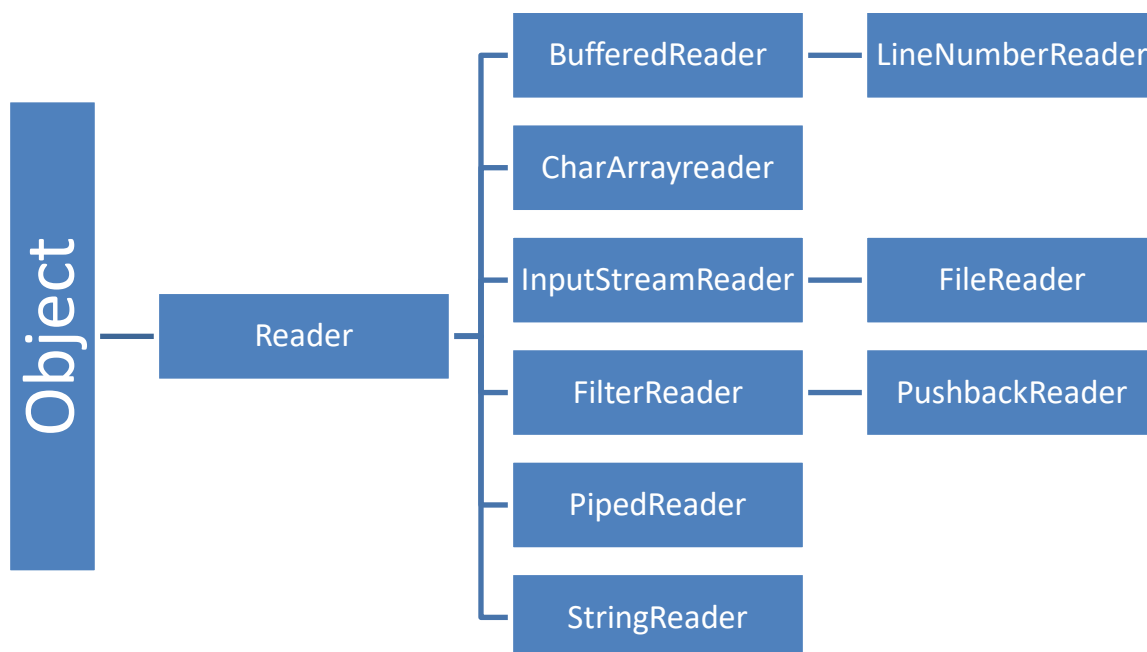 Object
Reader
BufferedReader
LineNumberReader
CharArrayreader
InputStreamReader
FileReader
FilterReader
PushbackReader
PipedReader
StringReader